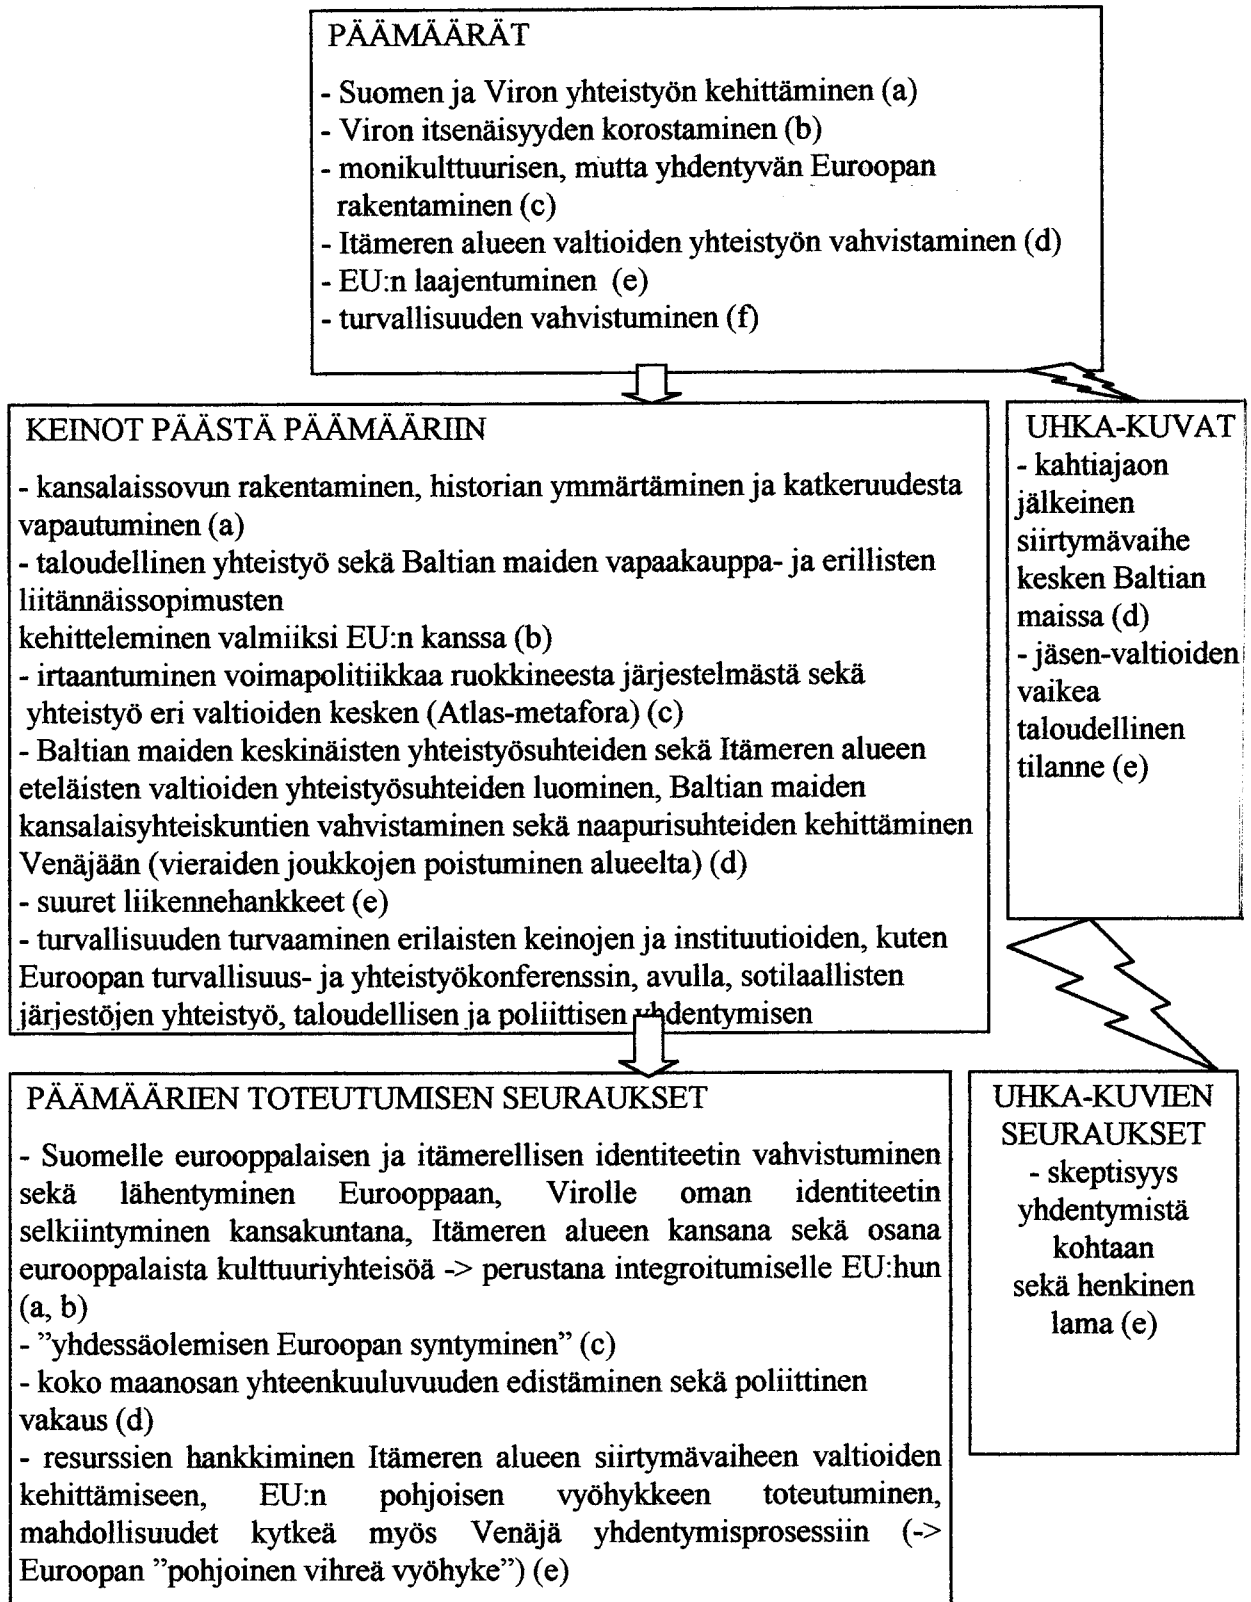 PÄÄMÄÄRÄT
- Suomen ja Viron yhteistyön kehittäminen (a)
- Viron itsenäisyyden korostaminen (b)
- monikulttuurisen, mutta yhdentyvän Euroopan
rakentaminen (c)
- Itämeren alueen valtioiden yhteistyön vahvistaminen (d)
- EU:n laajentuminen (e)
- turvallisuuden vahvistuminen (f)
KEINOT PÄÄSTÄ PÄÄMÄÄRIIN
- kansalaissovun rakentaminen, historian ymmärtäminen ja katkeruudesta
vapautuminen (a)
- taloudellinen yhteistyö sekä Baltian maiden vapaakauppa- ja erillisten
liitännäissopimusten
kehitteleminen valmiiksi EU:n kanssa (b)
- irtaantuminen voimapolitiikkaa ruokkineesta järjestelmästä sekä
yhteistyö eri valtioiden kesken (Atlas-metafora) (c)
- Baltian maiden keskinäisten yhteistyösuhteiden sekä Itämeren alueen
eteläisten valtioiden yhteistyösuhteiden luominen, Baltian maiden
kansalaisyhteiskuntien vahvistaminen sekä naapurisuhteiden kehittäminen
Venäjään (vieraiden joukkojen poistuminen alueelta) (d)
- suuret liikennehankkeet (e)
- turvallisuuden turvaaminen erilaisten keinojen ja instituutioiden, kuten
Euroopan turvallisuus- ja yhteistyökonferenssin, avulla, sotilaallisten
järjestöjen yhteistyö, taloudellisen ja poliittisen yhdentymisen
UHKA-KUVAT
- kahtiajaon
jälkeinen
siirtymävaihe
kesken Baltian
maissa (d)
- jäsen-valtioiden
vaikea
taloudellinen
tilanne (e)
PÄÄMÄÄRIEN TOTEUTUMISEN SEURAUKSET
- Suomelle eurooppalaisen ja itämerellisen identiteetin vahvistuminen
sekä lähentyminen Eurooppaan, Virolle oman identiteetin
selkiintyminen kansakuntana, Itämeren alueen kansana sekä osana
eurooppalaista kulttuuriyhteisöä -> perustana integroitumiselle EU:hun
(a, b)
- ”yhdessäolemisen Euroopan syntyminen” (c)
- koko maanosan yhteenkuuluvuuden edistäminen sekä poliittinen
vakaus (d)
- resurssien hankkiminen Itämeren alueen siirtymävaiheen valtioiden
kehittämiseen, EU:n pohjoisen vyöhykkeen toteutuminen,
mahdollisuudet kytkeä myös Venäjä yhdentymisprosessiin (->
Euroopan ”pohjoinen vihreä vyöhyke”) (e)
UHKA-KUVIEN
SEURAUKSET
- skeptisyys
yhdentymistä
kohtaan
sekä henkinen
lama (e)